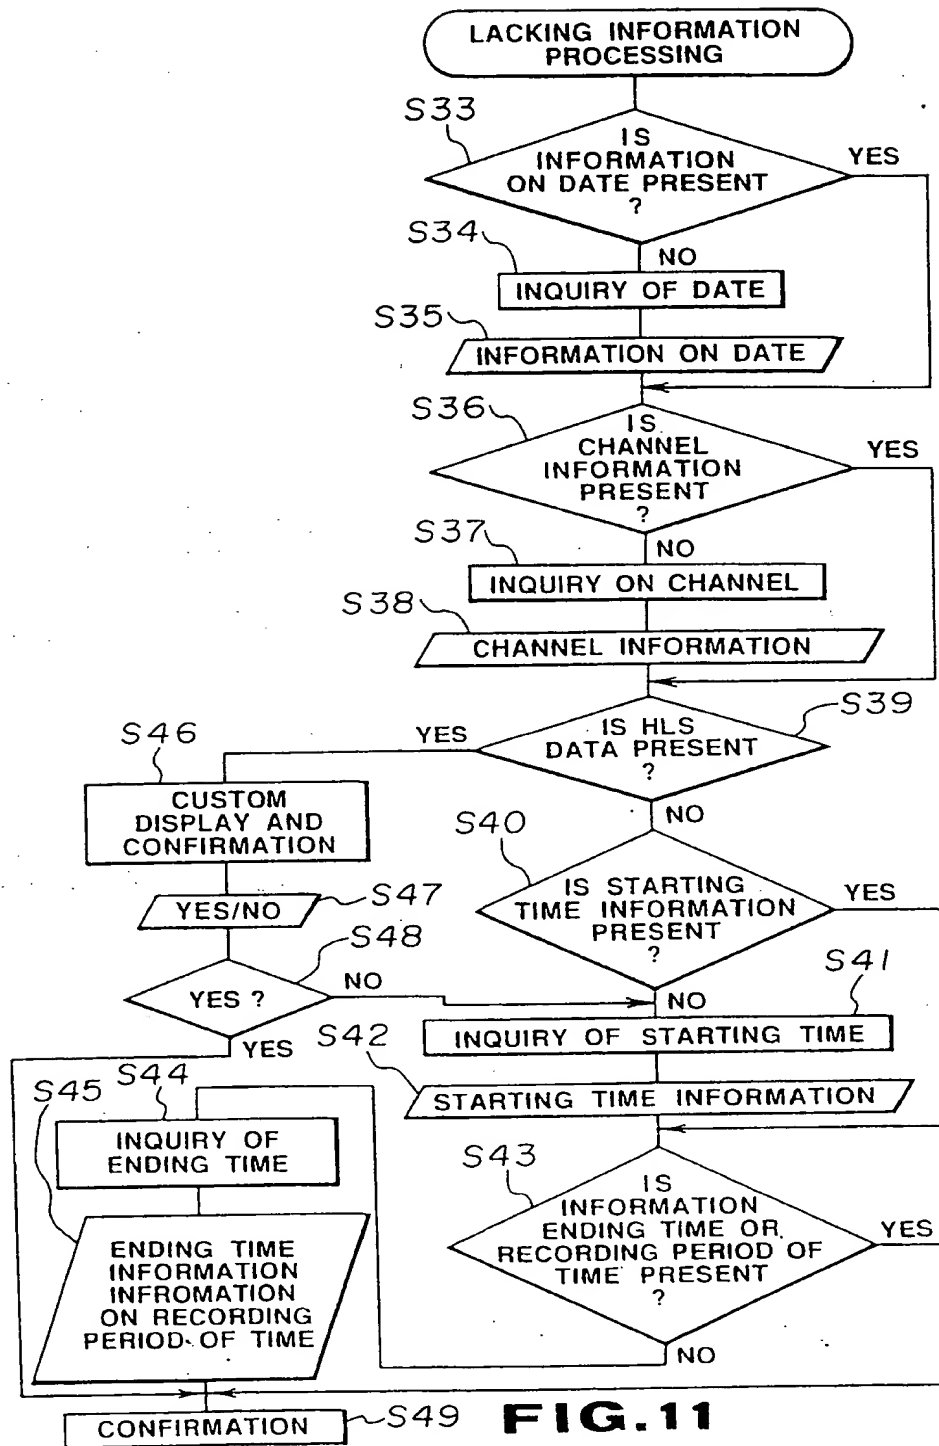 LACKING INFORMATION
PROCESSING
S33
IS
INFORMATION
ON DATE PRESENT
?
YES
S34
NO
INQUIRY OF DATE
S35
INFORMATION ON DATE
S36
IS
CHANNEL
INFORMATION
PRESENT
?
YES
S37
NO
INQUIRY ON CHANNEL
S38
CHANNEL INFORMATION
S39
IS HLS
DATA PRESENT
?
YES
NO
S46
CUSTOM
DISPLAY AND
CONFIRMATION
S47
YES/NO
S48
YES ?
NO
YES
S40
IS STARTING
TIME INFORMATION
PRESENT
?
YES
NO
S41
INQUIRY OF STARTING TIME
S42
STARTING TIME INFORMATION
S43
IS
INFORMATION
ENDING TIME OR
RECORDING PERIOD OF
TIME PRESENT
?
YES
NO
S44
INQUIRY OF
ENDING TIME
S45
ENDING TIME
INFORMATION
INFROMATION
ON RECORDING
PERIOD OF TIME
CONFIRMATION
S49
FIG.11